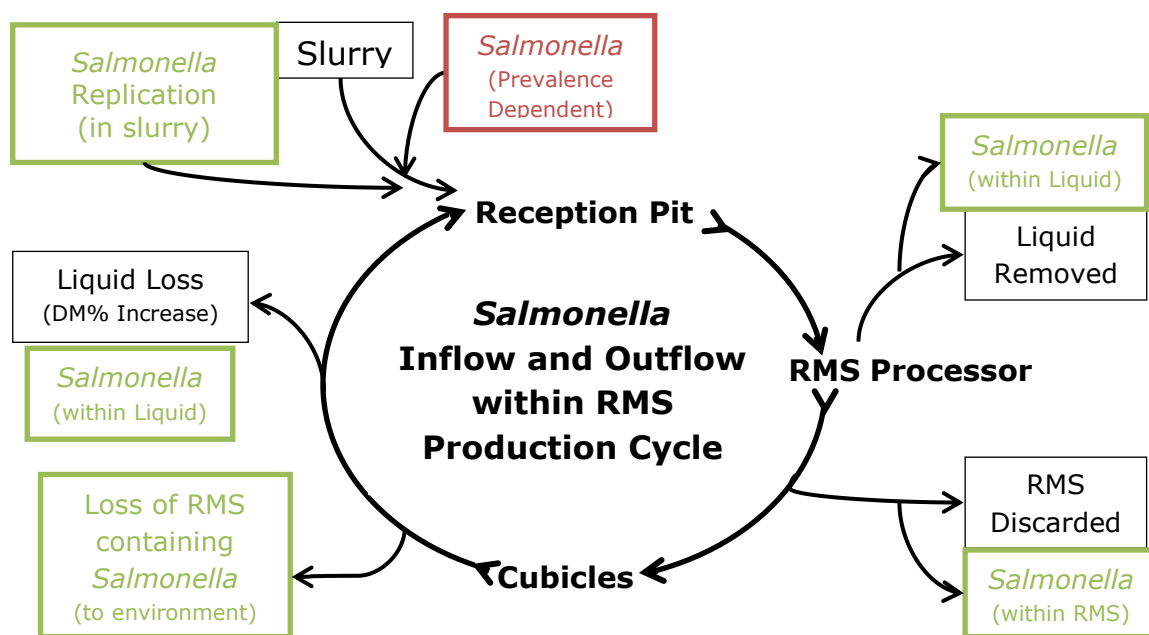 Salmonella
Replication
(in slurry)
Slurry
Salmonella
(Prevalence
Dependent)
Salmonella
(within Liquid)
Liquid
Removed
Reception Pit
Liquid Loss
(DM% Increase)
Salmonella
(within Liquid)
Salmonella
Inflow and Outflow
within RMS
Production Cycle
RMS Processor
Loss of RMS
containing
Salmonella
(to environment)
Cubicles
RMS
Discarded
Salmonella
(within RMS)